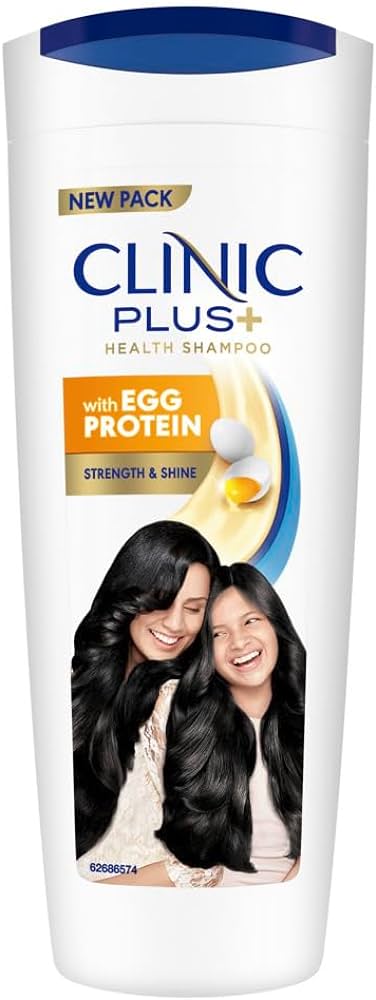 NEW PACK
CLINIC
PLUS+
HEALTH SHAMPOO
with EGG
PROTEIN
STRENGTH & SHINE
62686574